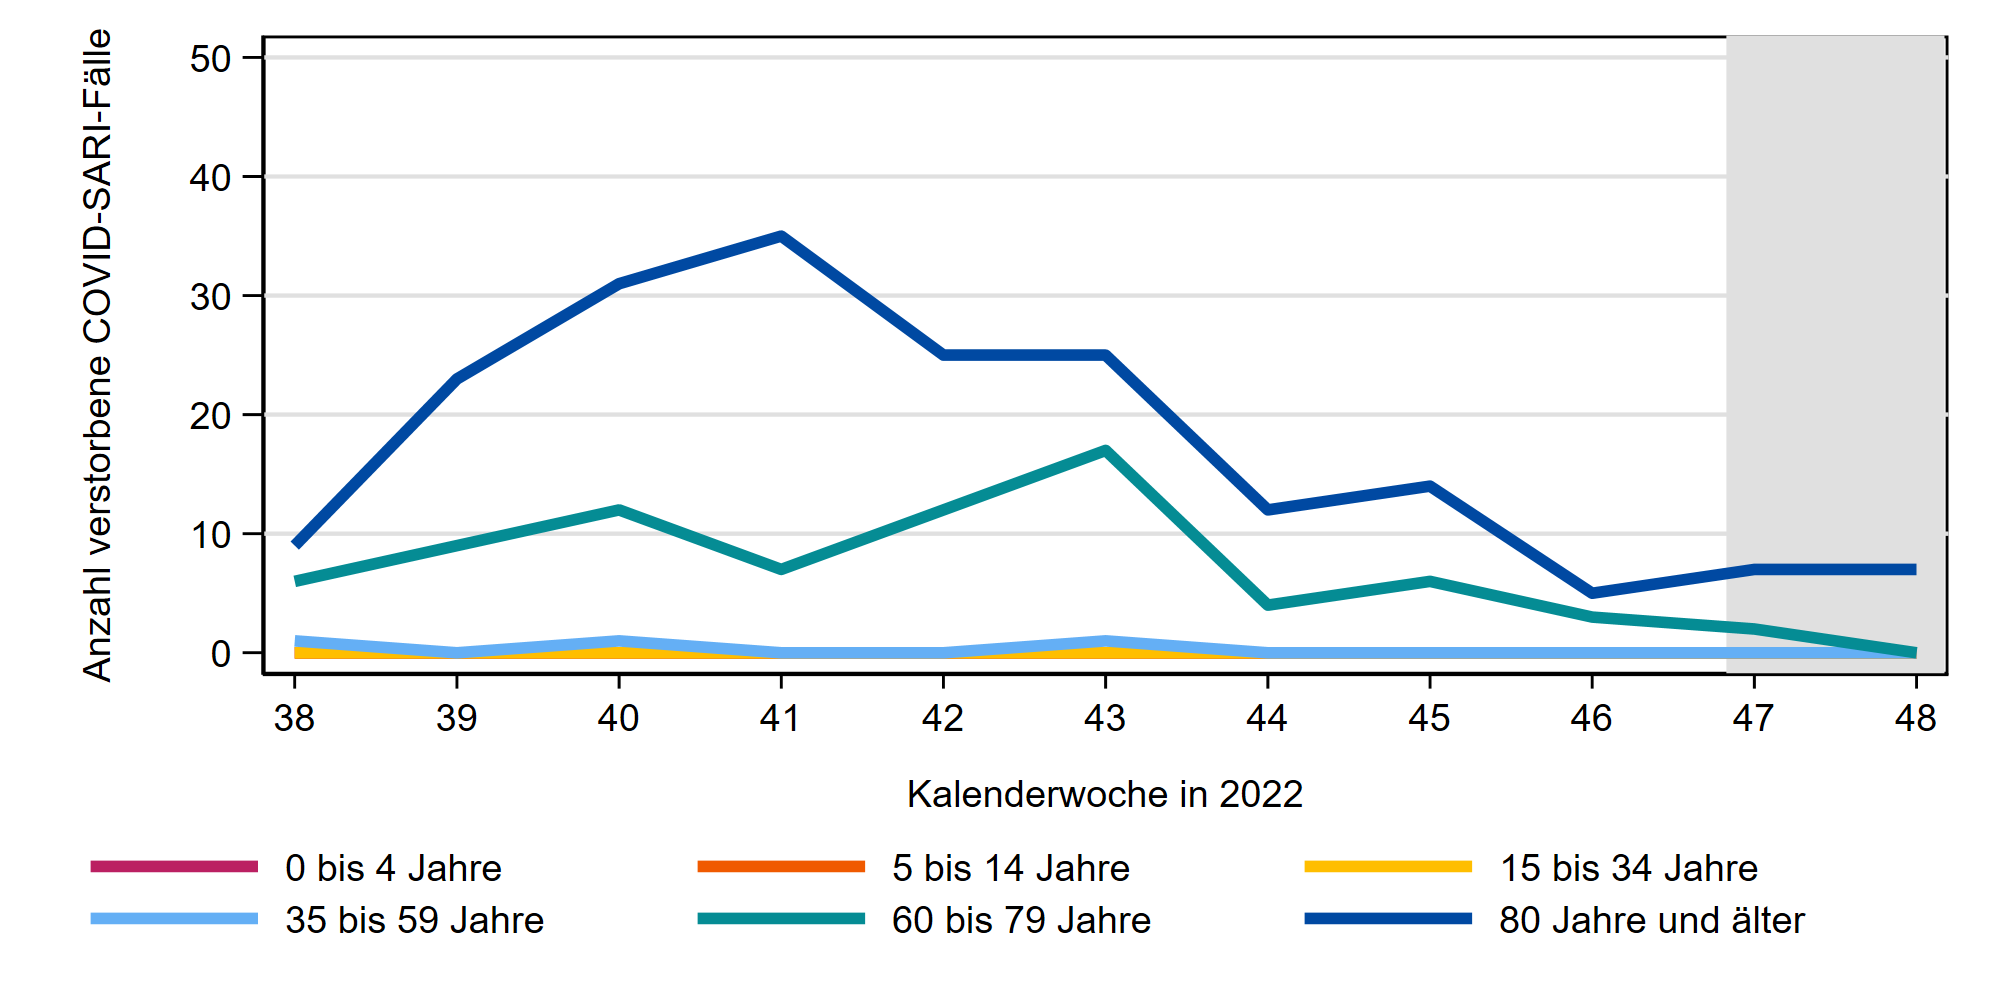 Anzahl verstorbene COVID-SARI-Fälle
50
40
30
20
10
0
38 39 40 41 42 43 44 45 46 47 48
Kalenderwoche in 2022
0 bis 4 Jahre 5 bis 14 Jahre 15 bis 34 Jahre
35 bis 59 Jahre 60 bis 79 Jahre 80 Jahre und älter